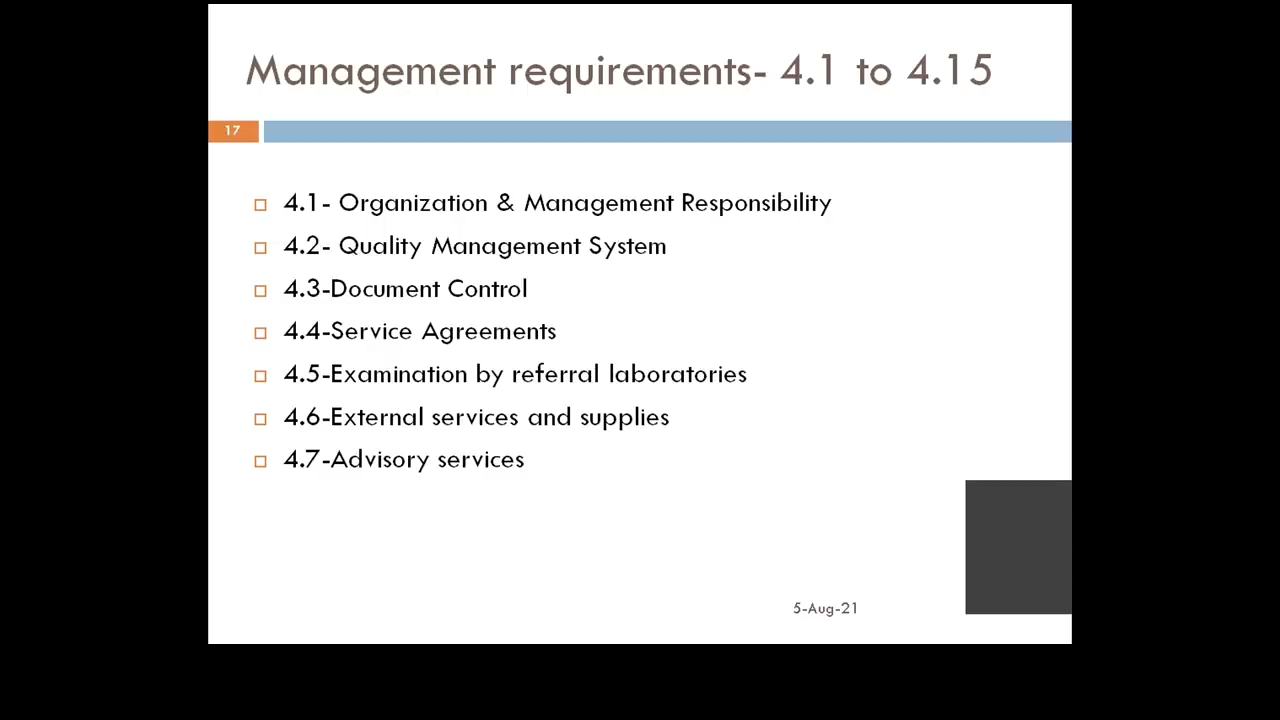 Management requirements- 4.1 to 4.15
17
4.1- Organization & Management Responsibility
4.2- Quality Management System
4.3-Document Control
4.4-Service Agreements
4.5-Examination by referral laboratories
4.6-External services and supplies
4.7-Advisory services
5-Aug-21